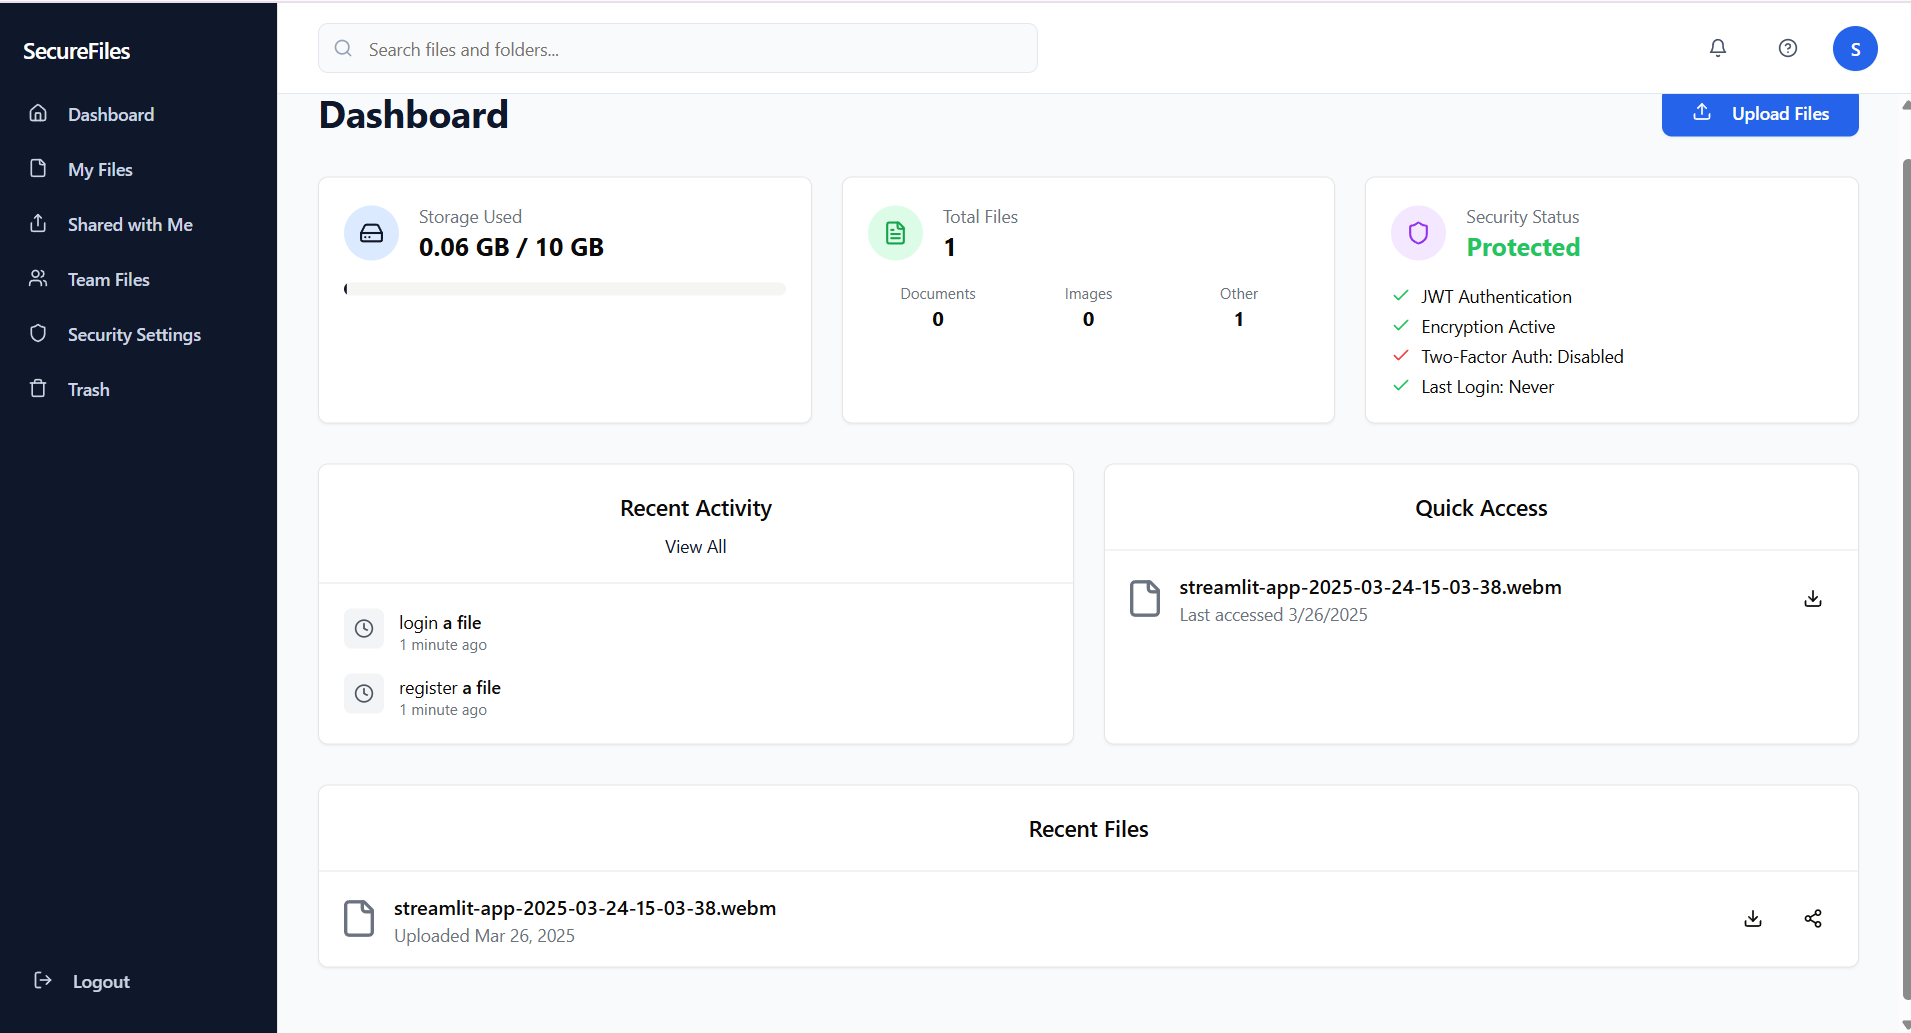 SecureFiles
Dashboard
My Files
Shared with Me
Team Files
Security Settings
Trash
Logout
Search files and folders...
S
Dashboard
Upload Files
Storage Used
0.06 GB / 10 GB
Total Files
1
Documents
0
Images
0
Other
1
Security Status
Protected
JWT Authentication
Encryption Active
Two-Factor Auth: Disabled
Last Login: Never
Recent Activity
View All
login a file
1 minute ago
register a file
1 minute ago
Quick Access
streamlit-app-2025-03-24-15-03-38.webm
Last accessed 3/26/2025
Recent Files
streamlit-app-2025-03-24-15-03-38.webm
Uploaded Mar 26, 2025